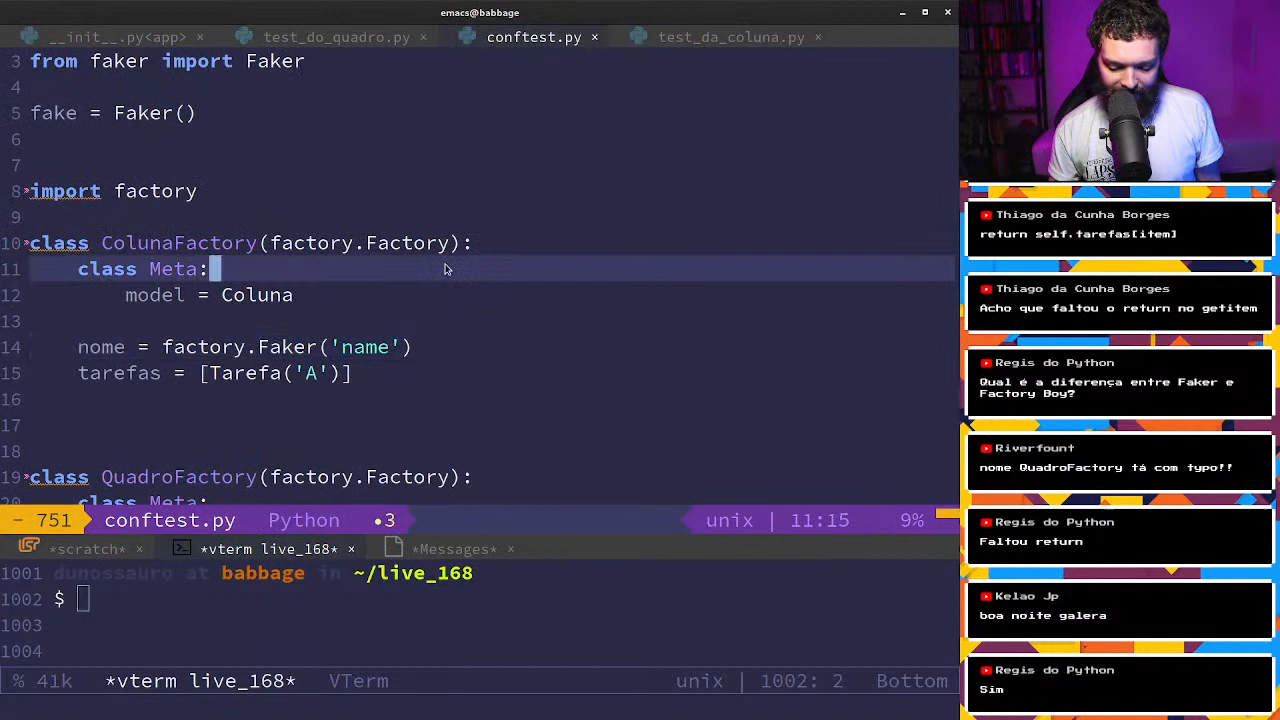 emacs@babbage
__init__.py<app> ×
test_do_quadro.py ×
conftest.py ×
test_da_coluna.py ×
3 from faker import Faker
4
5 fake = Faker()
6
7
8 import factory
9
10 class ColunaFactory(factory.Factory):
11 class Meta:
12 model = Coluna
13
14 nome = factory.Faker('name')
15 tarefas = [Tarefa('A')]
16
17
18
19 class QuadroFactory(factory.Factory):
20 class Meta:
- 751 conftest.py Python •3 unix | 11:15 9%
*scratch* × *vterm live_168* × *Messages* ×
1001 dunossauro at babbage in ~/live_168
1002 $
1003
1004
% 41k *vterm live_168* VTerm unix | 1002: 2 Bottom
Thiago da Cunha Borges
return self.tarefas[item]
Thiago da Cunha Borges
Acho que faltou o return no getitem
Regis do Python
Qual é a diferença entre Faker e
Factory Boy?
Riverfount
nome QuadroFactory tá com typo!!
Regis do Python
Faltou return
Kelao Jp
boa noite galera
Regis do Python
Sim